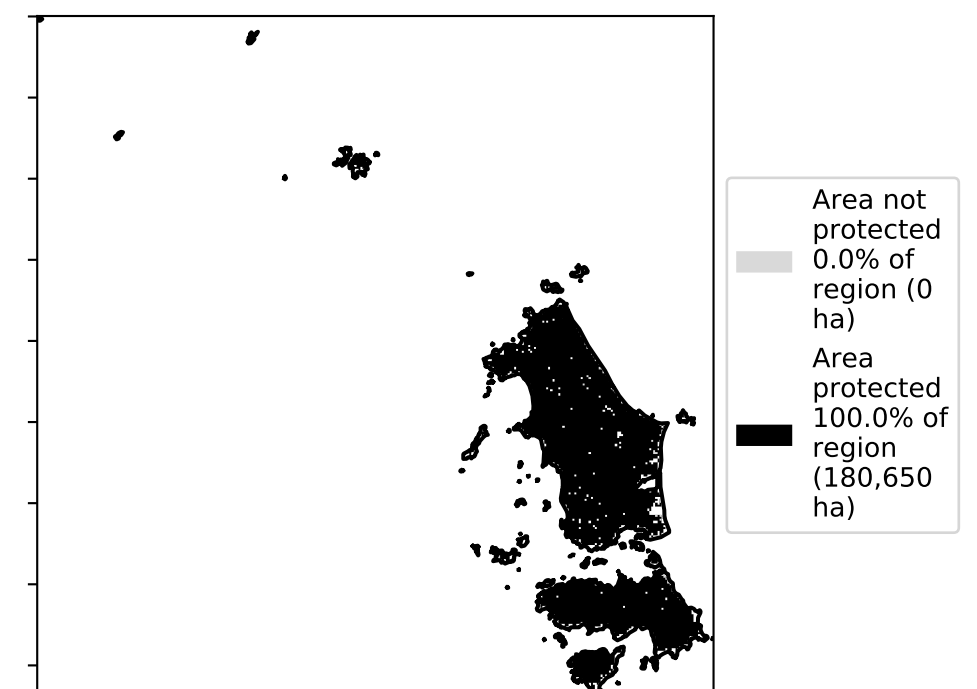 Area not
protected
0.0% of
region (0
ha)
Area
protected
100.0% of
region
(180,650
ha)